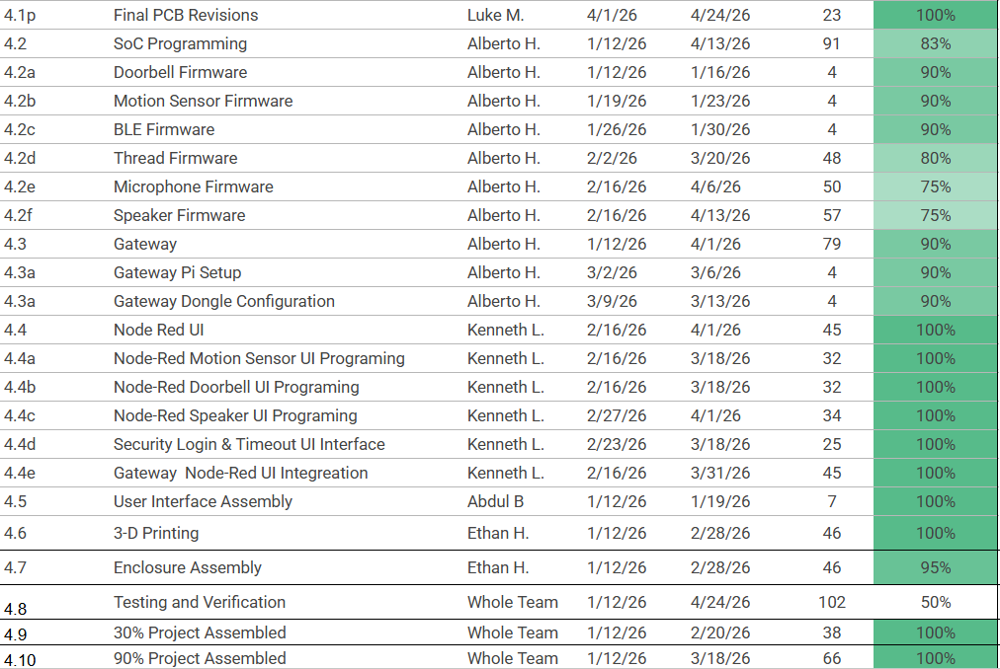 4.1p Final PCB Revisions Luke M. 4/1/26 4/24/26 23 100%
4.2 SoC Programming Alberto H. 1/12/26 4/13/26 91 83%
4.2a Doorbell Firmware Alberto H. 1/12/26 1/16/26 4 90%
4.2b Motion Sensor Firmware Alberto H. 1/19/26 1/23/26 4 90%
4.2c BLE Firmware Alberto H. 1/26/26 1/30/26 4 90%
4.2d Thread Firmware Alberto H. 2/2/26 3/20/26 48 80%
4.2e Microphone Firmware Alberto H. 2/16/26 4/6/26 50 75%
4.2f Speaker Firmware Alberto H. 2/16/26 4/13/26 57 75%
4.3 Gateway Alberto H. 1/12/26 4/1/26 79 90%
4.3a Gateway Pi Setup Alberto H. 3/2/26 3/6/26 4 90%
4.3a Gateway Dongle Configuration Alberto H. 3/9/26 3/13/26 4 90%
4.4 Node Red UI Kenneth L. 2/16/26 4/1/26 45 100%
4.4a Node-Red Motion Sensor UI Programing Kenneth L. 2/16/26 3/18/26 32 100%
4.4b Node-Red Doorbell UI Programing Kenneth L. 2/16/26 3/18/26 32 100%
4.4c Node-Red Speaker UI Programing Kenneth L. 2/27/26 4/1/26 34 100%
4.4d Security Login & Timeout UI Interface Kenneth L. 2/23/26 3/18/26 25 100%
4.4e Gateway  Node-Red UI Integreation Kenneth L. 2/16/26 3/31/26 45 100%
4.5 User Interface Assembly Abdul B 1/12/26 1/19/26 7 100%
4.6 3-D Printing Ethan H. 1/12/26 2/28/26 46 100%
4.7 Enclosure Assembly Ethan H. 1/12/26 2/28/26 46 95%
4.8 Testing and Verification Whole Team 1/12/26 4/24/26 102 50%
4.9 30% Project Assembled Whole Team 1/12/26 2/20/26 38 100%
4.10 90% Project Assembled Whole Team 1/12/26 3/18/26 66 100%